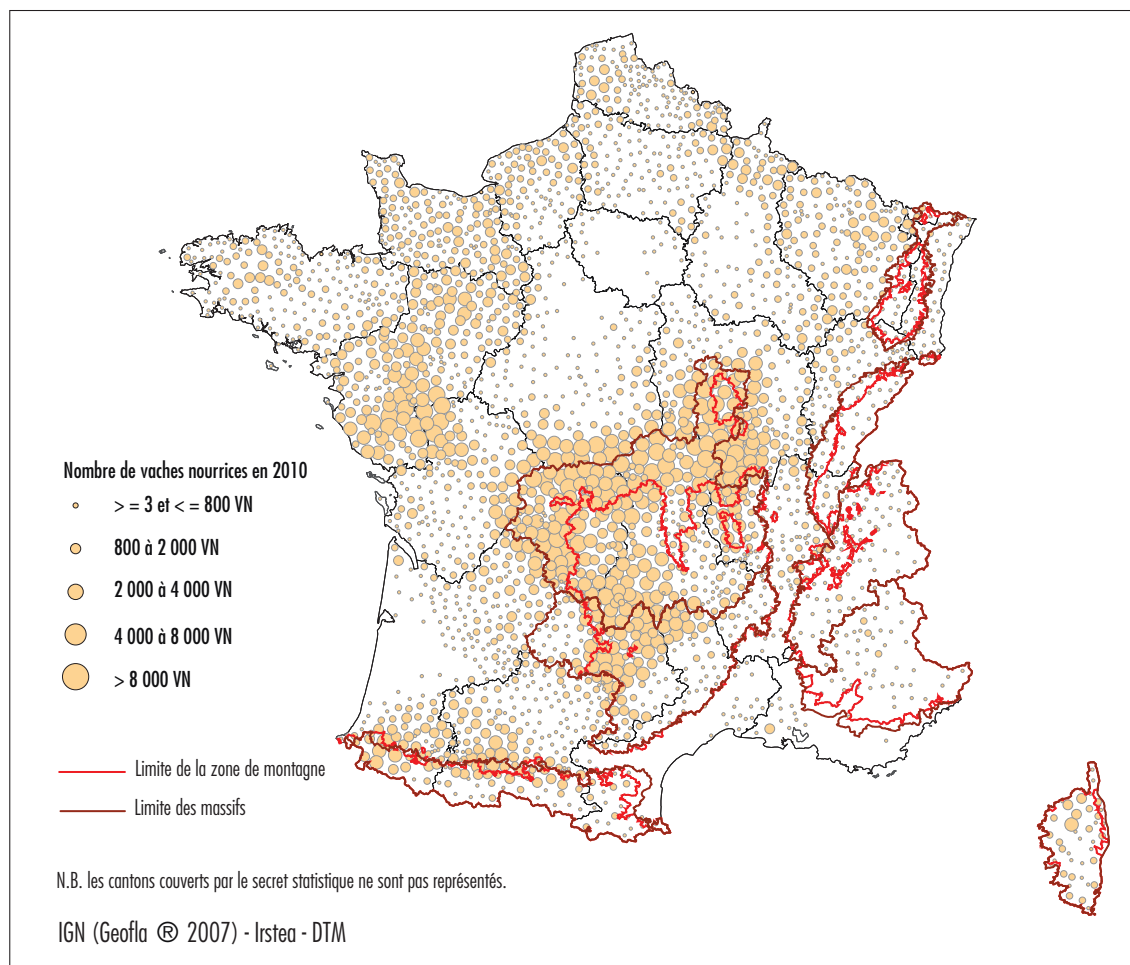 Nombre de vaches nourrices en 2010
> = 3 et < = 800 VN
800 à 2 000 VN
2 000 à 4 000 VN
4 000 à 8 000 VN
> 8 000 VN
Limite de la zone de montagne
Limite des massifs
N.B. les cantons couverts par le secret statistique ne sont pas représentés.
IGN (Geofla ® 2007) - Irstea - DTM